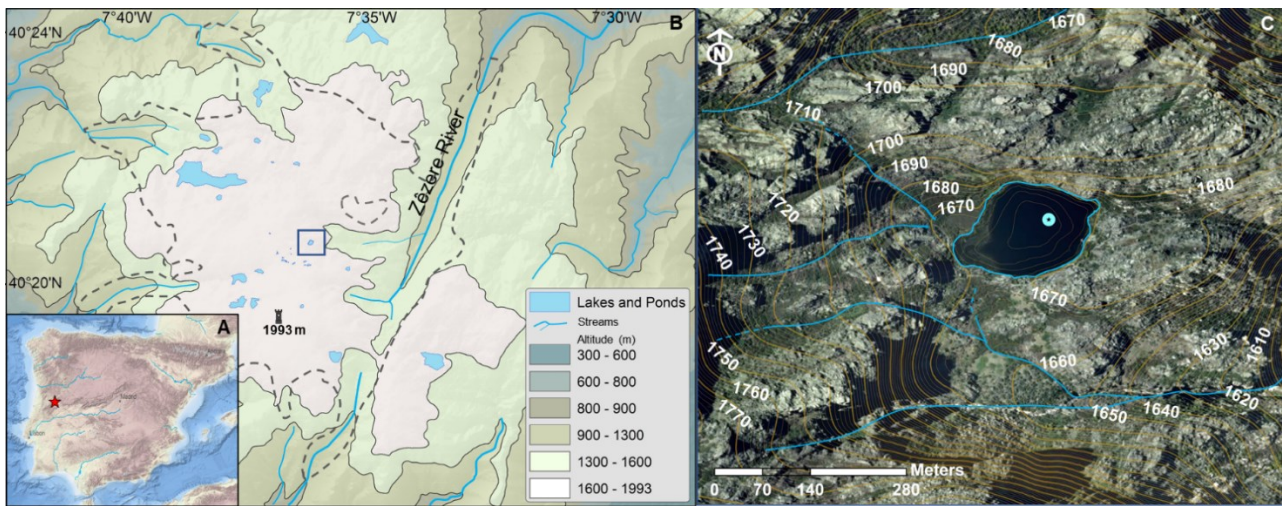 7°40'W
7°35'W
7°30'W
B
40°24'N
Zêzere River
40°20'N
1993 m
A
Lakes and Ponds
Streams
Altitude (m)
300 - 600
600 - 800
800 - 900
900 - 1300
1300 - 1600
1600 - 1993
C
N
1670
1680
1690
1700
1710
1700
1690
1680
1670
1680
1720
1730
1740
1670
1750
1760
1770
1660
1650
1640
1630
1610
1620
Meters
0 70 140 280